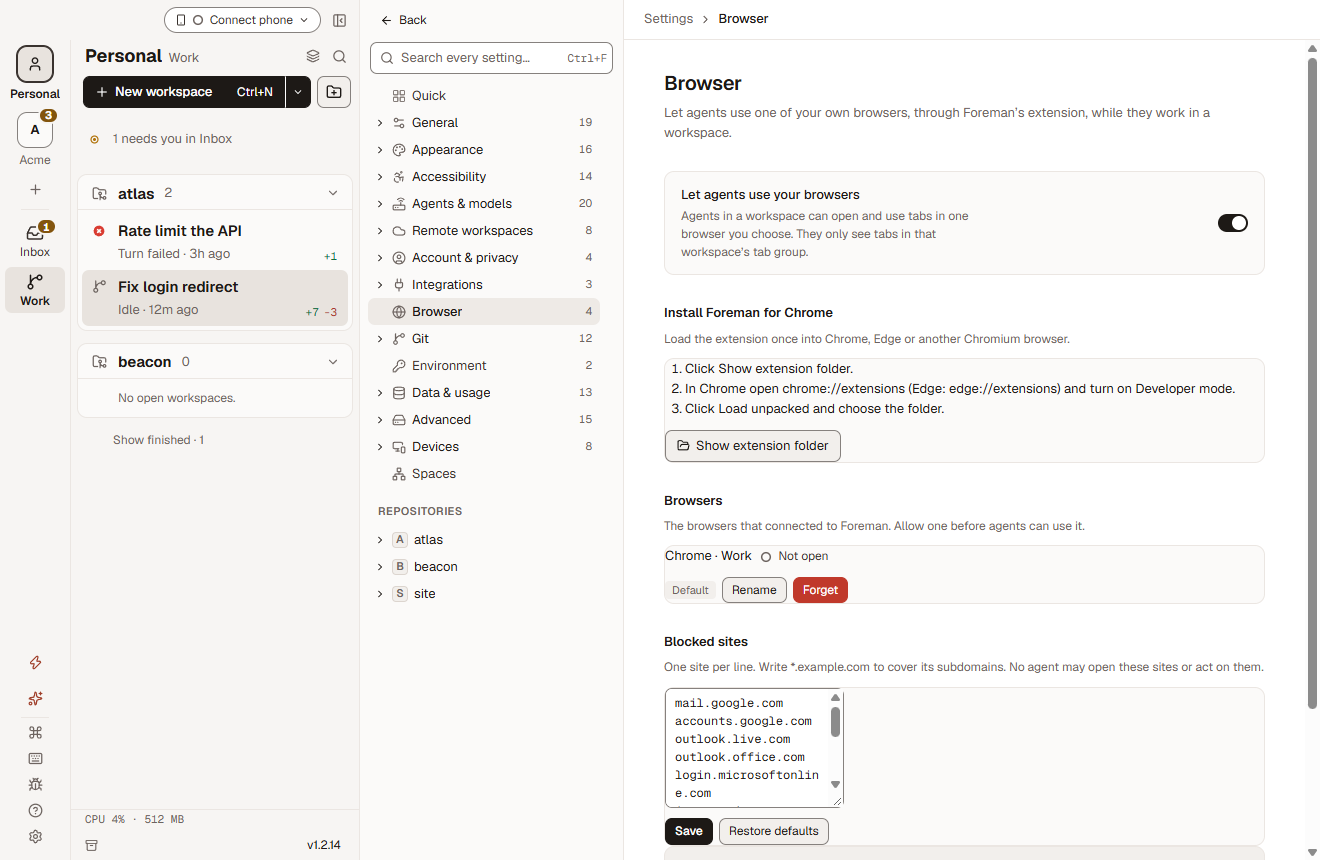 Connect phone
Personal
Acme
3
A
Inbox
1
Work
Personal Work
New workspace Ctrl+N
1 needs you in Inbox
atlas 2
Rate limit the API
Turn failed · 3h ago +1
Fix login redirect
Idle · 12m ago +7 -3
beacon 0
No open workspaces.
Show finished · 1
CPU 4% · 512 MB
v1.2.14
Back
Search every setting... Ctrl+F
Quick
General 19
Appearance 16
Accessibility 14
Agents & models 20
Remote workspaces 8
Account & privacy 4
Integrations 3
Browser 4
Git 12
Environment 2
Data & usage 13
Advanced 15
Devices 8
Spaces
REPOSITORIES
A atlas
B beacon
S site
Settings > Browser
Browser
Let agents use one of your own browsers, through Foreman's extension, while they work in a
workspace.
Let agents use your browsers
Agents in a workspace can open and use tabs in one
browser you choose. They only see tabs in that
workspace's tab group.
Install Foreman for Chrome
Load the extension once into Chrome, Edge or another Chromium browser.
1. Click Show extension folder.
2. In Chrome open chrome://extensions (Edge: edge://extensions) and turn on Developer mode.
3. Click Load unpacked and choose the folder.
Show extension folder
Browsers
The browsers that connected to Foreman. Allow one before agents can use it.
Chrome · Work Not open
Default Rename Forget
Blocked sites
One site per line. Write *.example.com to cover its subdomains. No agent may open these sites or act on them.
mail.google.com
accounts.google.com
outlook.live.com
outlook.office.com
login.microsoftonlin
e.com
Save Restore defaults